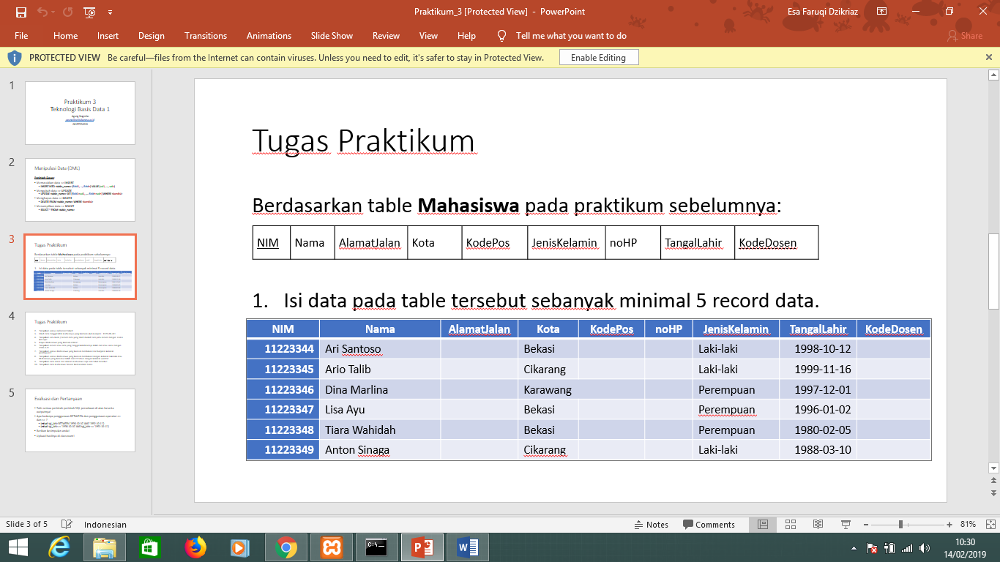 Praktikum_3 [Protected View] - PowerPoint
Esa Faruqi Dzikriaz
File Home Insert Design Transitions Animations Slide Show Review View Help Tell me what you want to do Share
PROTECTED VIEW Be careful—files from the Internet can contain viruses. Unless you need to edit, it's safer to stay in Protected View. Enable Editing
1
Praktikum 3
Teknologi Basis Data 1
2
Manipulasi Data (DML)
3
Tugas Praktikum
4
Tugas Praktikum
5
Evaluasi dan Pertanyaan
Tugas Praktikum
Berdasarkan table Mahasiswa pada praktikum sebelumnya:
NIM Nama AlamatJalan Kota KodePos JenisKelamin noHP TangalLahir KodeDosen
1. Isi data pada table tersebut sebanyak minimal 5 record data.
NIM Nama AlamatJalan Kota KodePos noHP JenisKelamin TangalLahir KodeDosen
11223344 Ari Santoso Bekasi Laki-laki 1998-10-12
11223345 Ario Talib Cikarang Laki-laki 1999-11-16
11223346 Dina Marlina Karawang Perempuan 1997-12-01
11223347 Lisa Ayu Bekasi Perempuan 1996-01-02
11223348 Tiara Wahidah Bekasi Perempuan 1980-02-05
11223349 Anton Sinaga Cikarang Laki-laki 1988-03-10
Slide 3 of 5 Indonesian Notes Comments 81%
10:30
14/02/2019